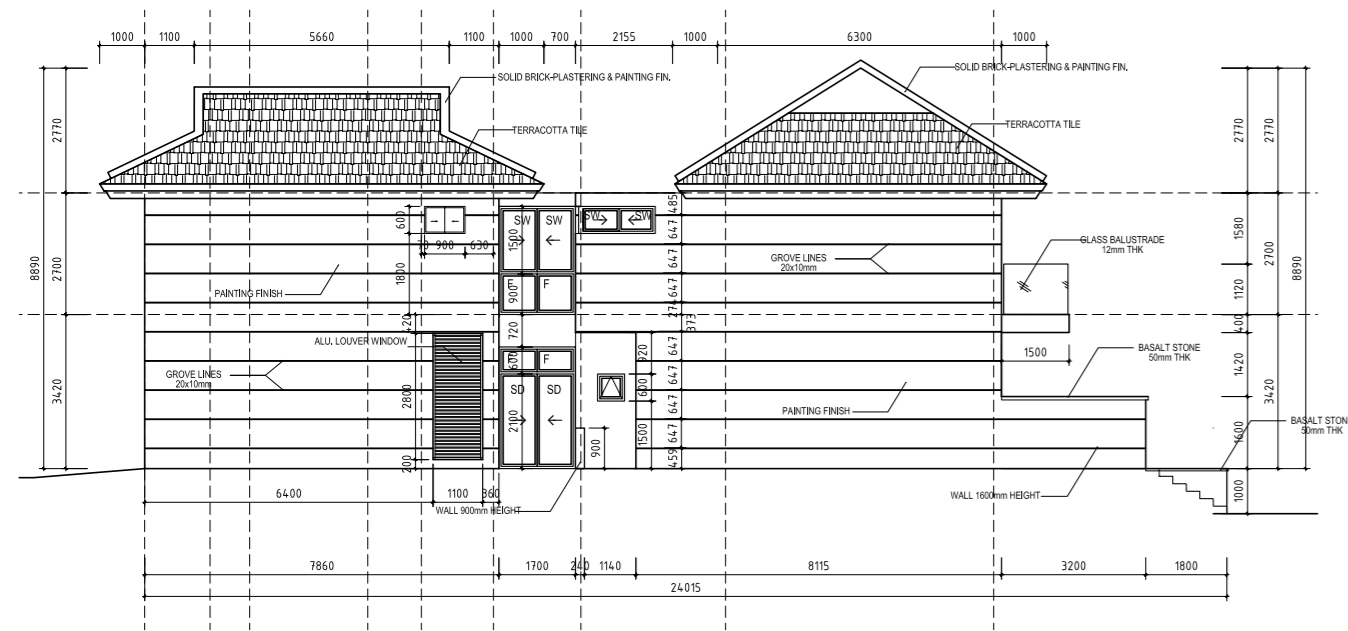 1000 1100 5660 1100 1000 700 2155 1000 6300 1000
SOLID BRICK-PLASTERING & PAINTING FIN.
SOLID BRICK-PLASTERING & PAINTING FIN.
TERRACOTTA TILE
TERRACOTTA TILE
2770
2770
2770
8890
2700
3420
600
1800
420
2800
200
70 900 630
SW SW
1500
F F
900
720
600
F F
SD SD
2100
SW SW
485
647
647
647
274
373
647
647
647
647
459
920
600
1500
900
GROVE LINES
20x10mm
GLASS BALUSTRADE
12mm THK
PAINTING FINISH
ALU. LOUVER WINDOW
GROVE LINES
20x10mm
PAINTING FINISH
1500
BASALT STONE
50mm THK
BASALT STON
50mm THK
1580
1120
400
1420
1600
1000
2700
3420
8890
WALL 1600mm HEIGHT
WALL 900mm HEIGHT
6400 1100 360
7860 1700 240 1140 8115 3200 1800
24015